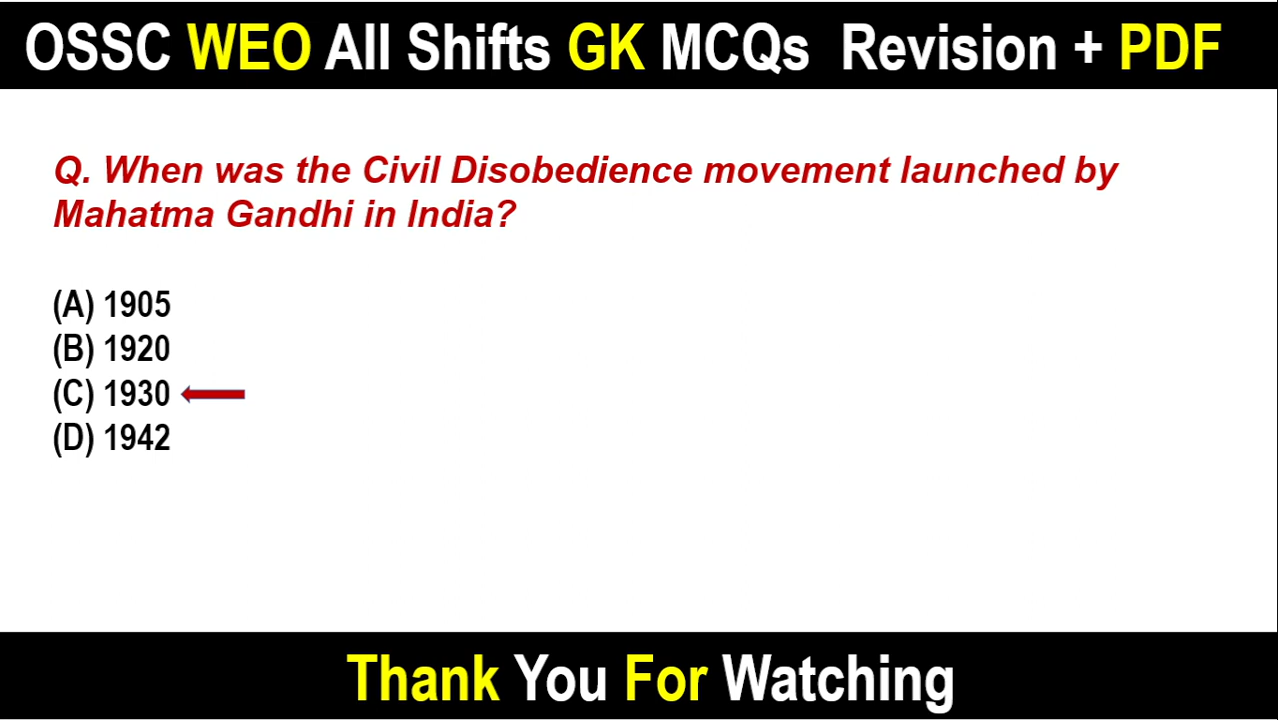 OSSC WEO All Shifts GK MCQs Revision + PDF
Q. When was the Civil Disobedience movement launched by
Mahatma Gandhi in India?
(A) 1905
(B) 1920
(C) 1930
(D) 1942
Thank You For Watching